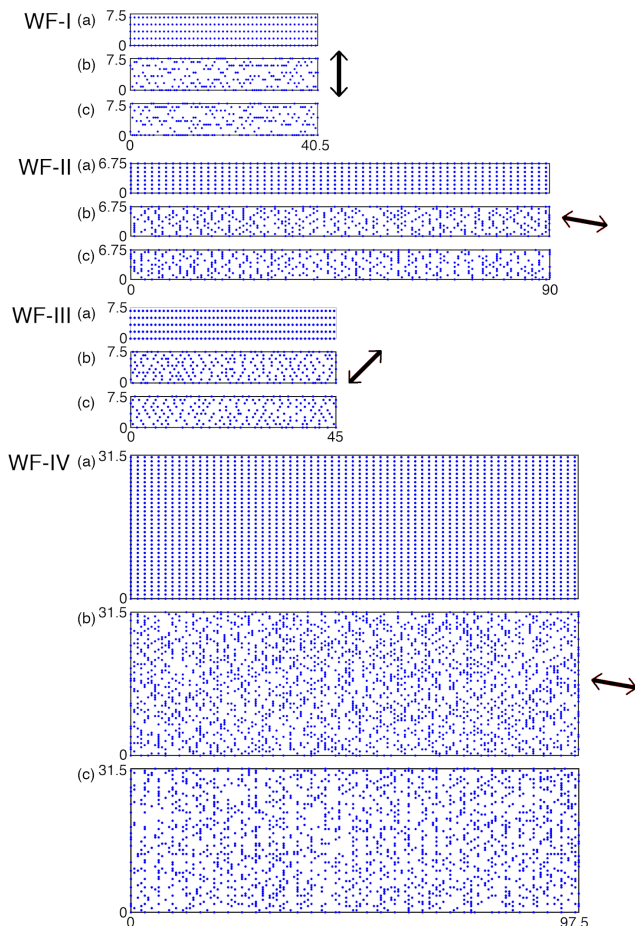 WF-I (a) 7.5
0
(b) 7.5
0
(c) 7.5
0
0 40.5
WF-II (a) 6.75
0
(b) 6.75
0
(c) 6.75
0
0 90
WF-III (a) 7.5
0
(b) 7.5
0
(c) 7.5
0
0 45
WF-IV (a) 31.5
0
(b) 31.5
0
(c) 31.5
0
0 97.5